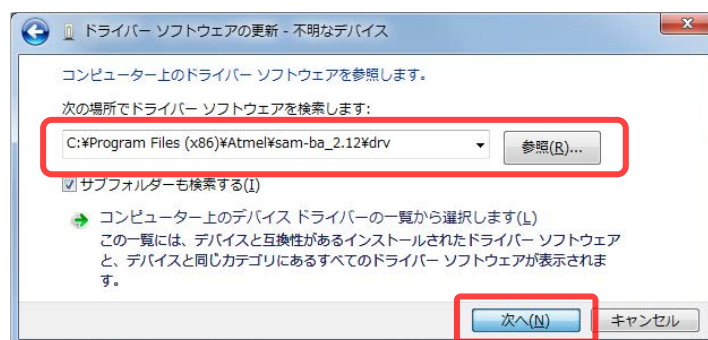 ドライバー ソフトウェアの更新 - 不明なデバイス
コンピューター上のドライバー ソフトウェアを参照します。
次の場所でドライバー ソフトウェアを検索します:
C:¥Program Files (x86)¥Atmel¥sam-ba_2.12¥drv 参照(R)...
サブフォルダーも検索する(I)
コンピューター上のデバイス ドライバーの一覧から選択します(L)
この一覧には、デバイスと互換性があるインストールされたドライバー ソフトウェア
と、デバイスと同じカテゴリにあるすべてのドライバー ソフトウェアが表示されま
す。
次へ(N) キャンセル